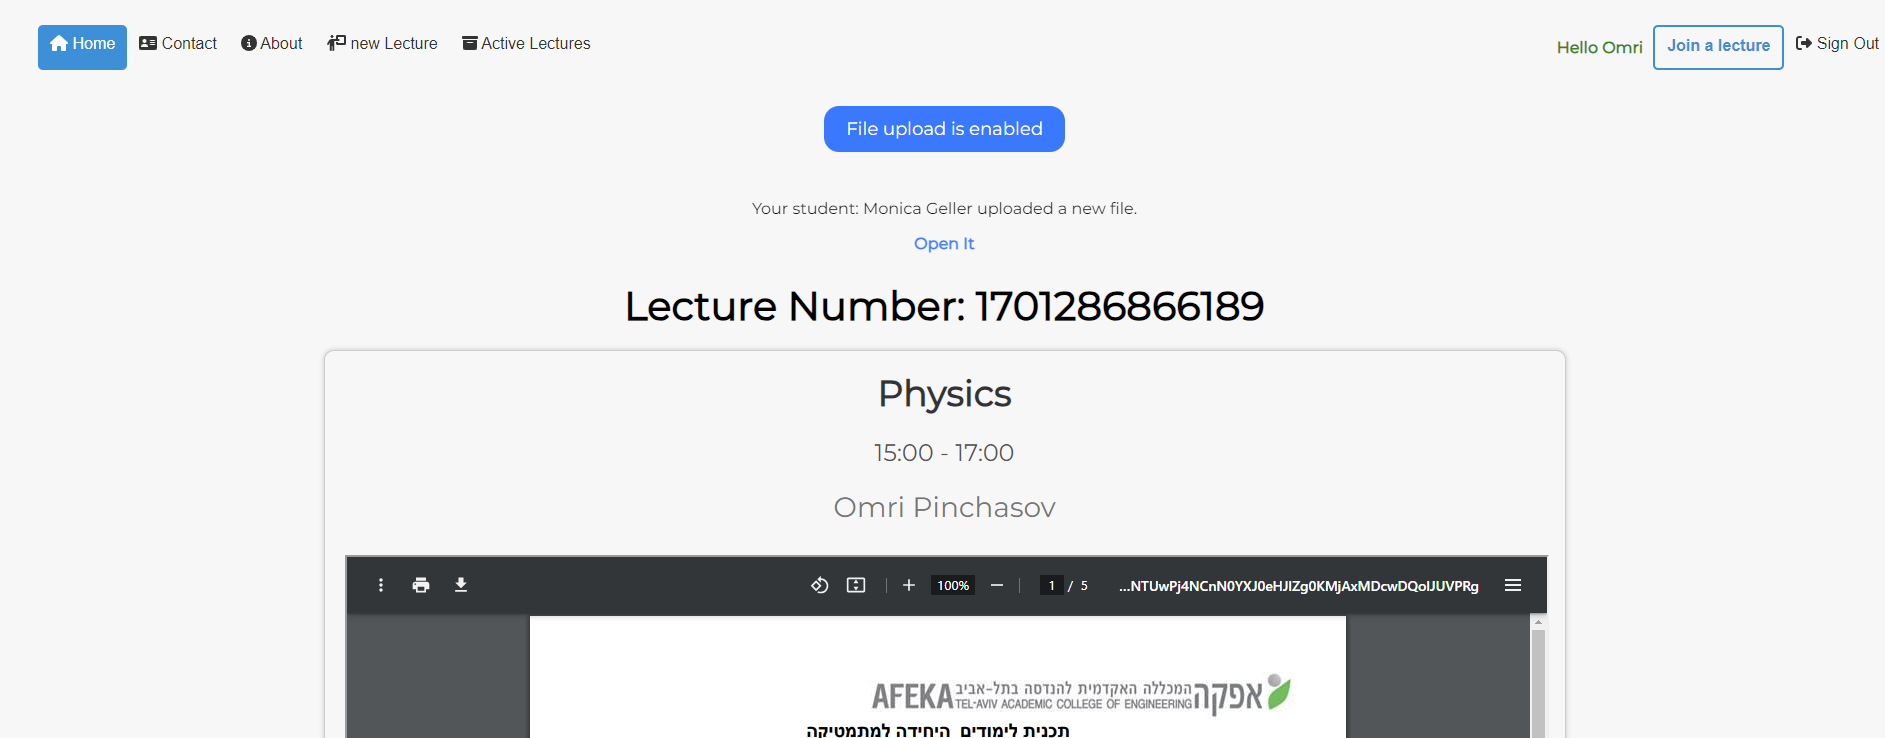 Home Contact About new Lecture Active Lectures Hello Omri Join a lecture Sign Out
File upload is enabled
Your student: Monica Geller uploaded a new file.
Open It
Lecture Number: 1701286866189
Physics
15:00 - 17:00
Omri Pinchasov
100% 1 / 5 ...NTUwPj4NCnN0YXJ0eHJlZg0KMjAxMDcwDQolJUVPRg
אפקה המכללה האקדמית להנדסה בתל-אביב
AFEKA TEL-AVIV ACADEMIC COLLEGE OF ENGINEERING
תכנית לימודים היחידה למתמטיקה